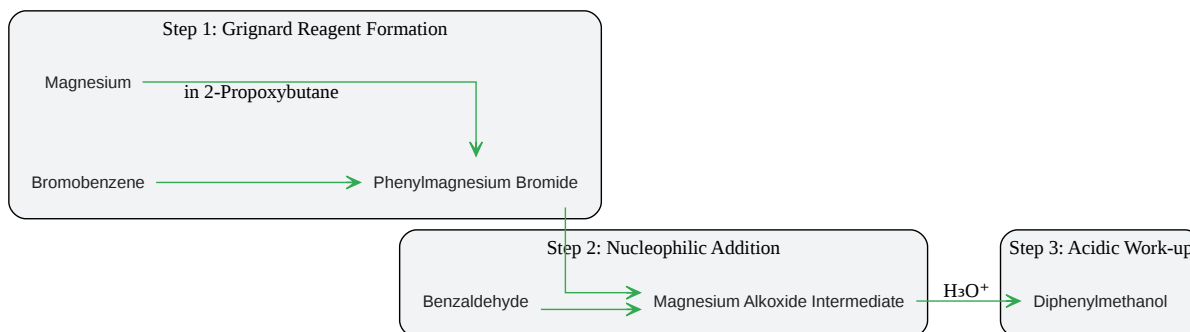 Step 1: Grignard Reagent Formation
Magnesium
in 2-Propoxybutane
Bromobenzene
Phenylmagnesium Bromide
Step 2: Nucleophilic Addition
Benzaldehyde
Magnesium Alkoxide Intermediate
H₃O⁺
Step 3: Acidic Work-up
Diphenylmethanol